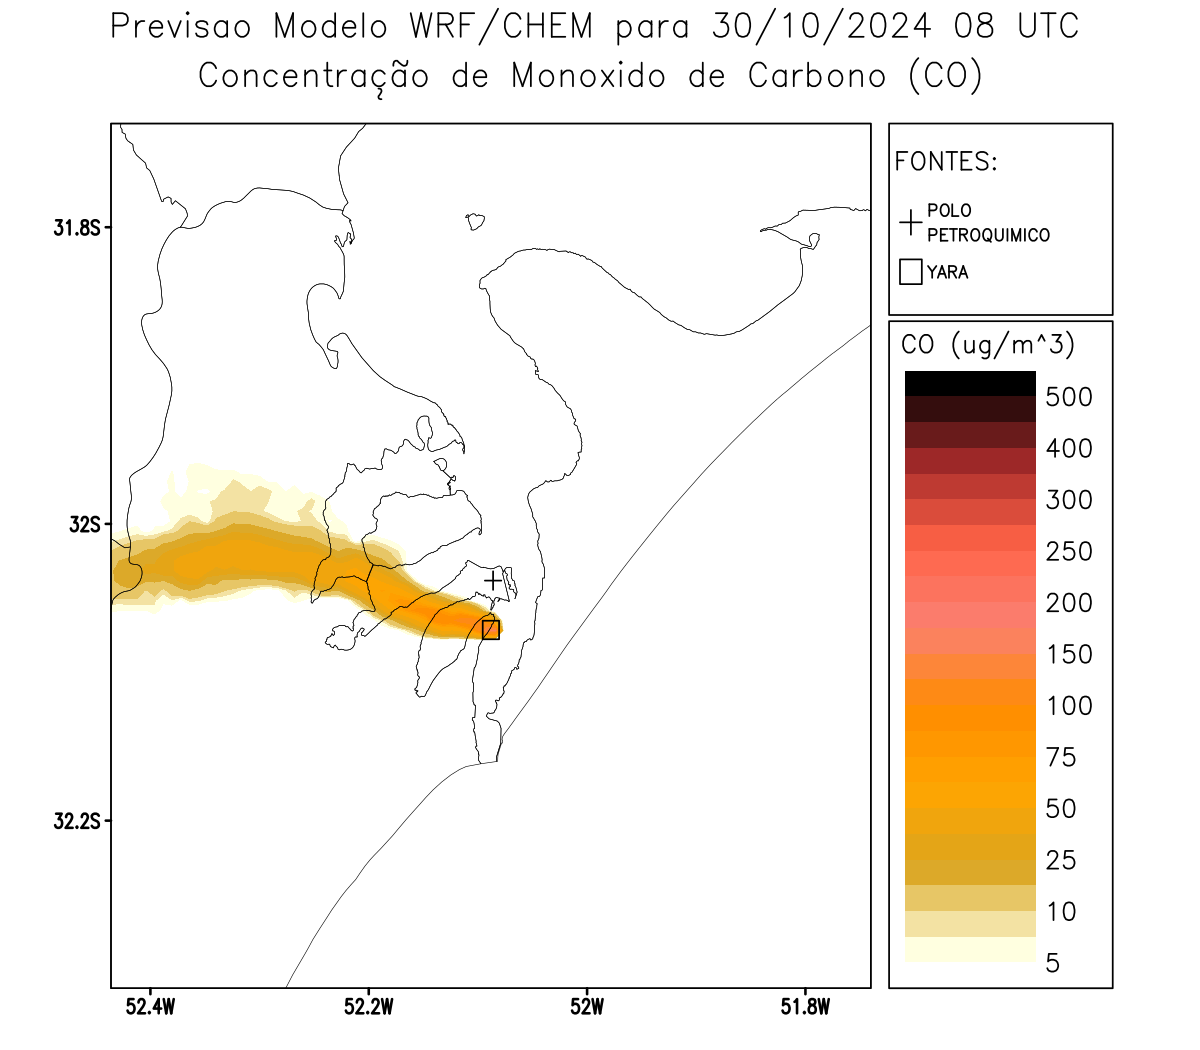 Previsao Modelo WRF/CHEM para 30/10/2024 08 UTC
Concentração de Monoxido de Carbono (CO)
FONTES:
POLO
PETROQUIMICO
YARA
31.8S
32S
32.2S
52.4W
52.2W
52W
51.8W
CO (ug/m^3)
500
400
300
250
200
150
100
75
50
25
10
5